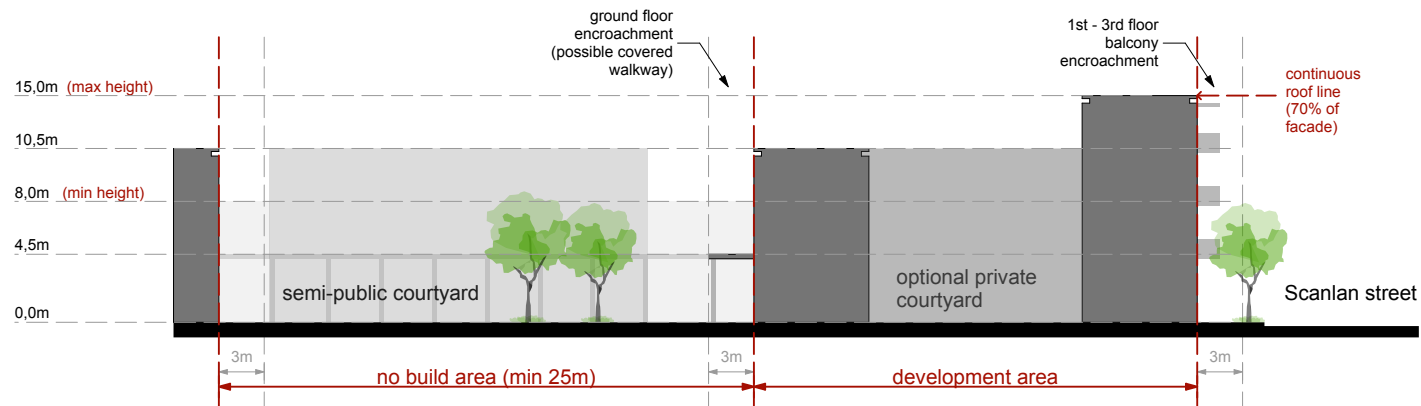 ground floor
encroachment
(possible covered
walkway)
1st - 3rd floor
balcony
encroachment
15,0m (max height)
continuous
roof line
(70% of
facade)
10,5m
8,0m (min height)
4,5m
optional private
courtyard
semi-public courtyard
Scanlan street
0,0m
3m
3m
3m
no build area (min 25m)
development area